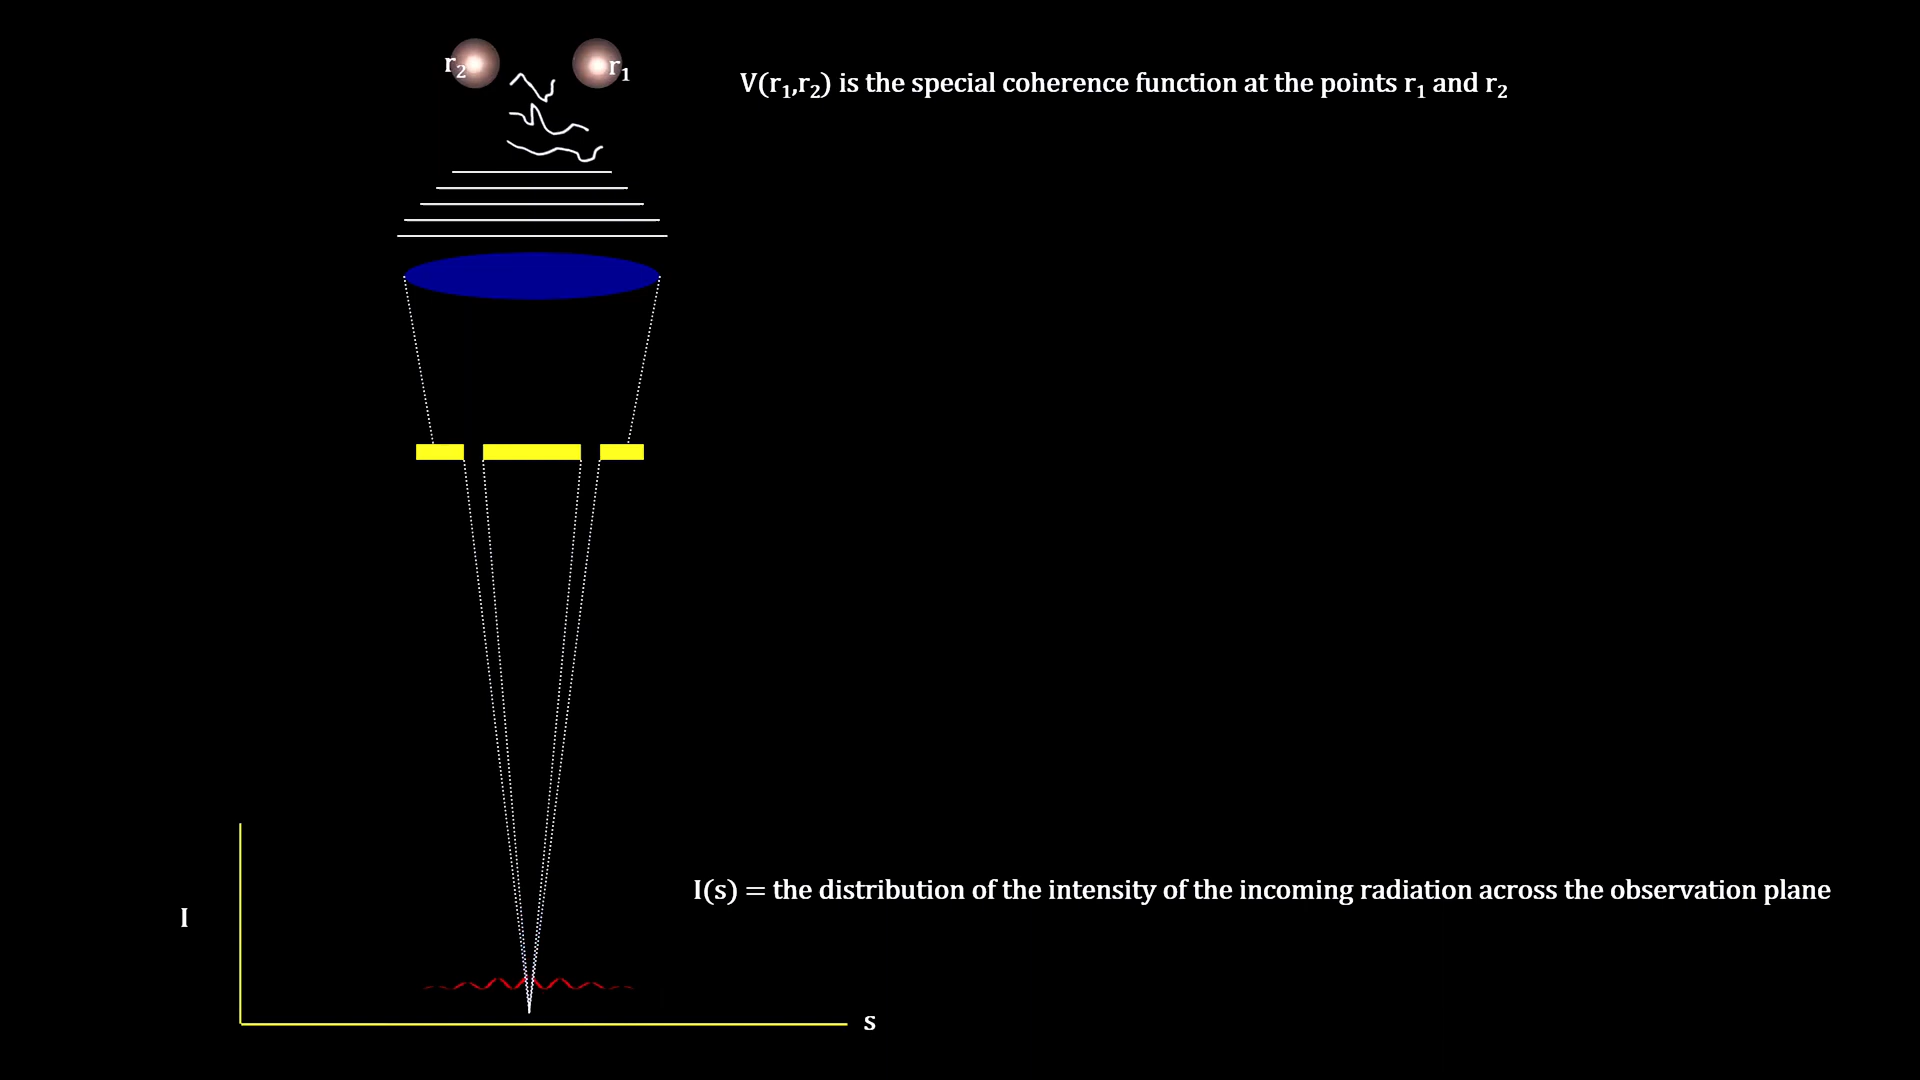 r₂ r₁
V(r₁,r₂) is the special coherence function at the points r₁ and r₂
I(s) = the distribution of the intensity of the incoming radiation across the observation plane
I
s